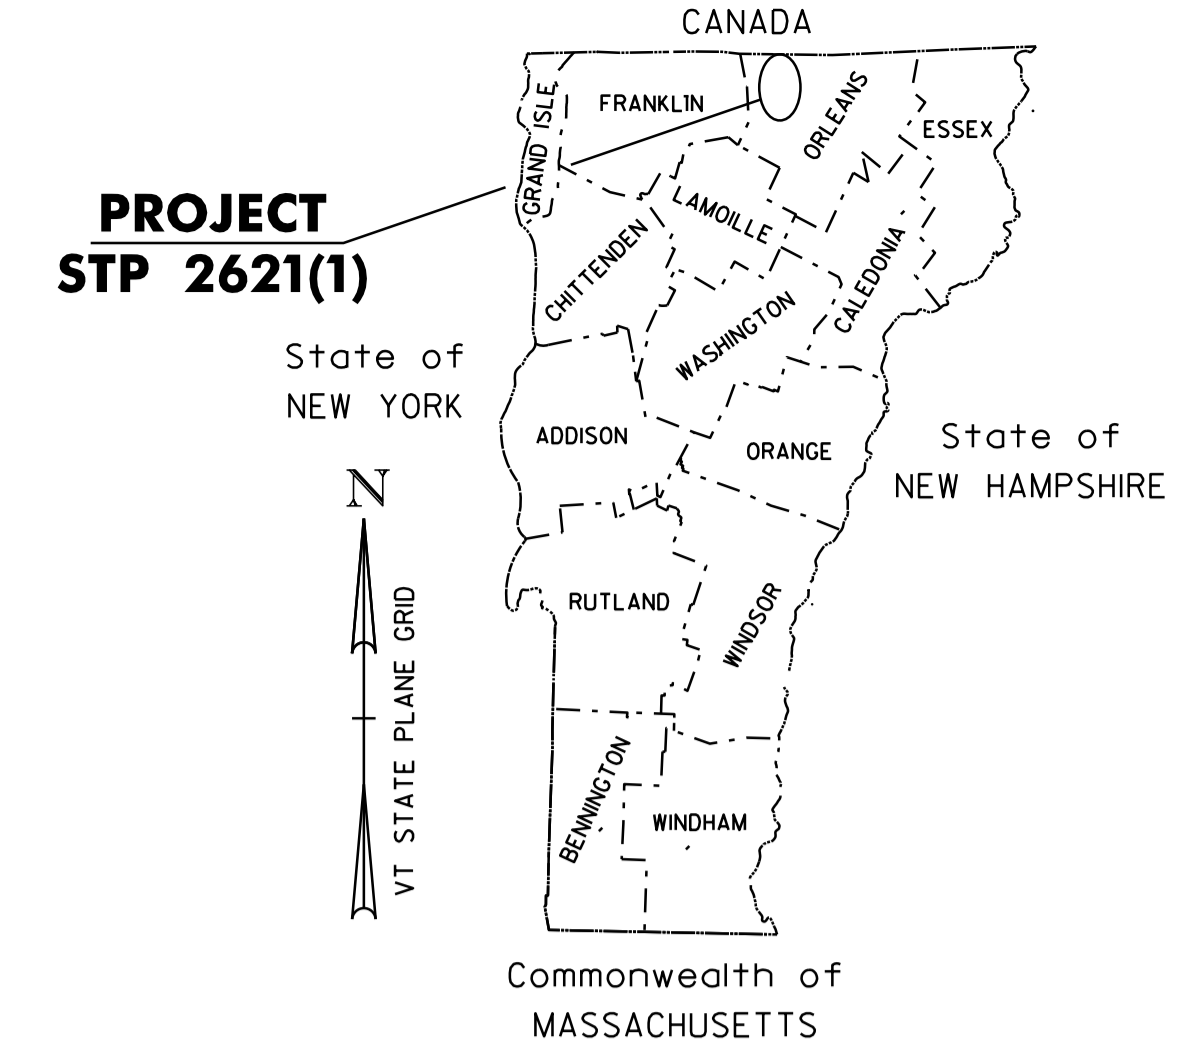 CANADA
GRAND ISLE
FRANKLIN
ORLEANS
ESSEX
PROJECT
STP 2621(1)
LAMOILLE
CHITTENDEN
CALEDONIA
WASHINGTON
State of
NEW YORK
ADDISON
ORANGE
State of
NEW HAMPSHIRE
N
VT STATE PLANE GRID
RUTLAND
WINDSOR
BENNINGTON
WINDHAM
Commonwealth of
MASSACHUSETTS